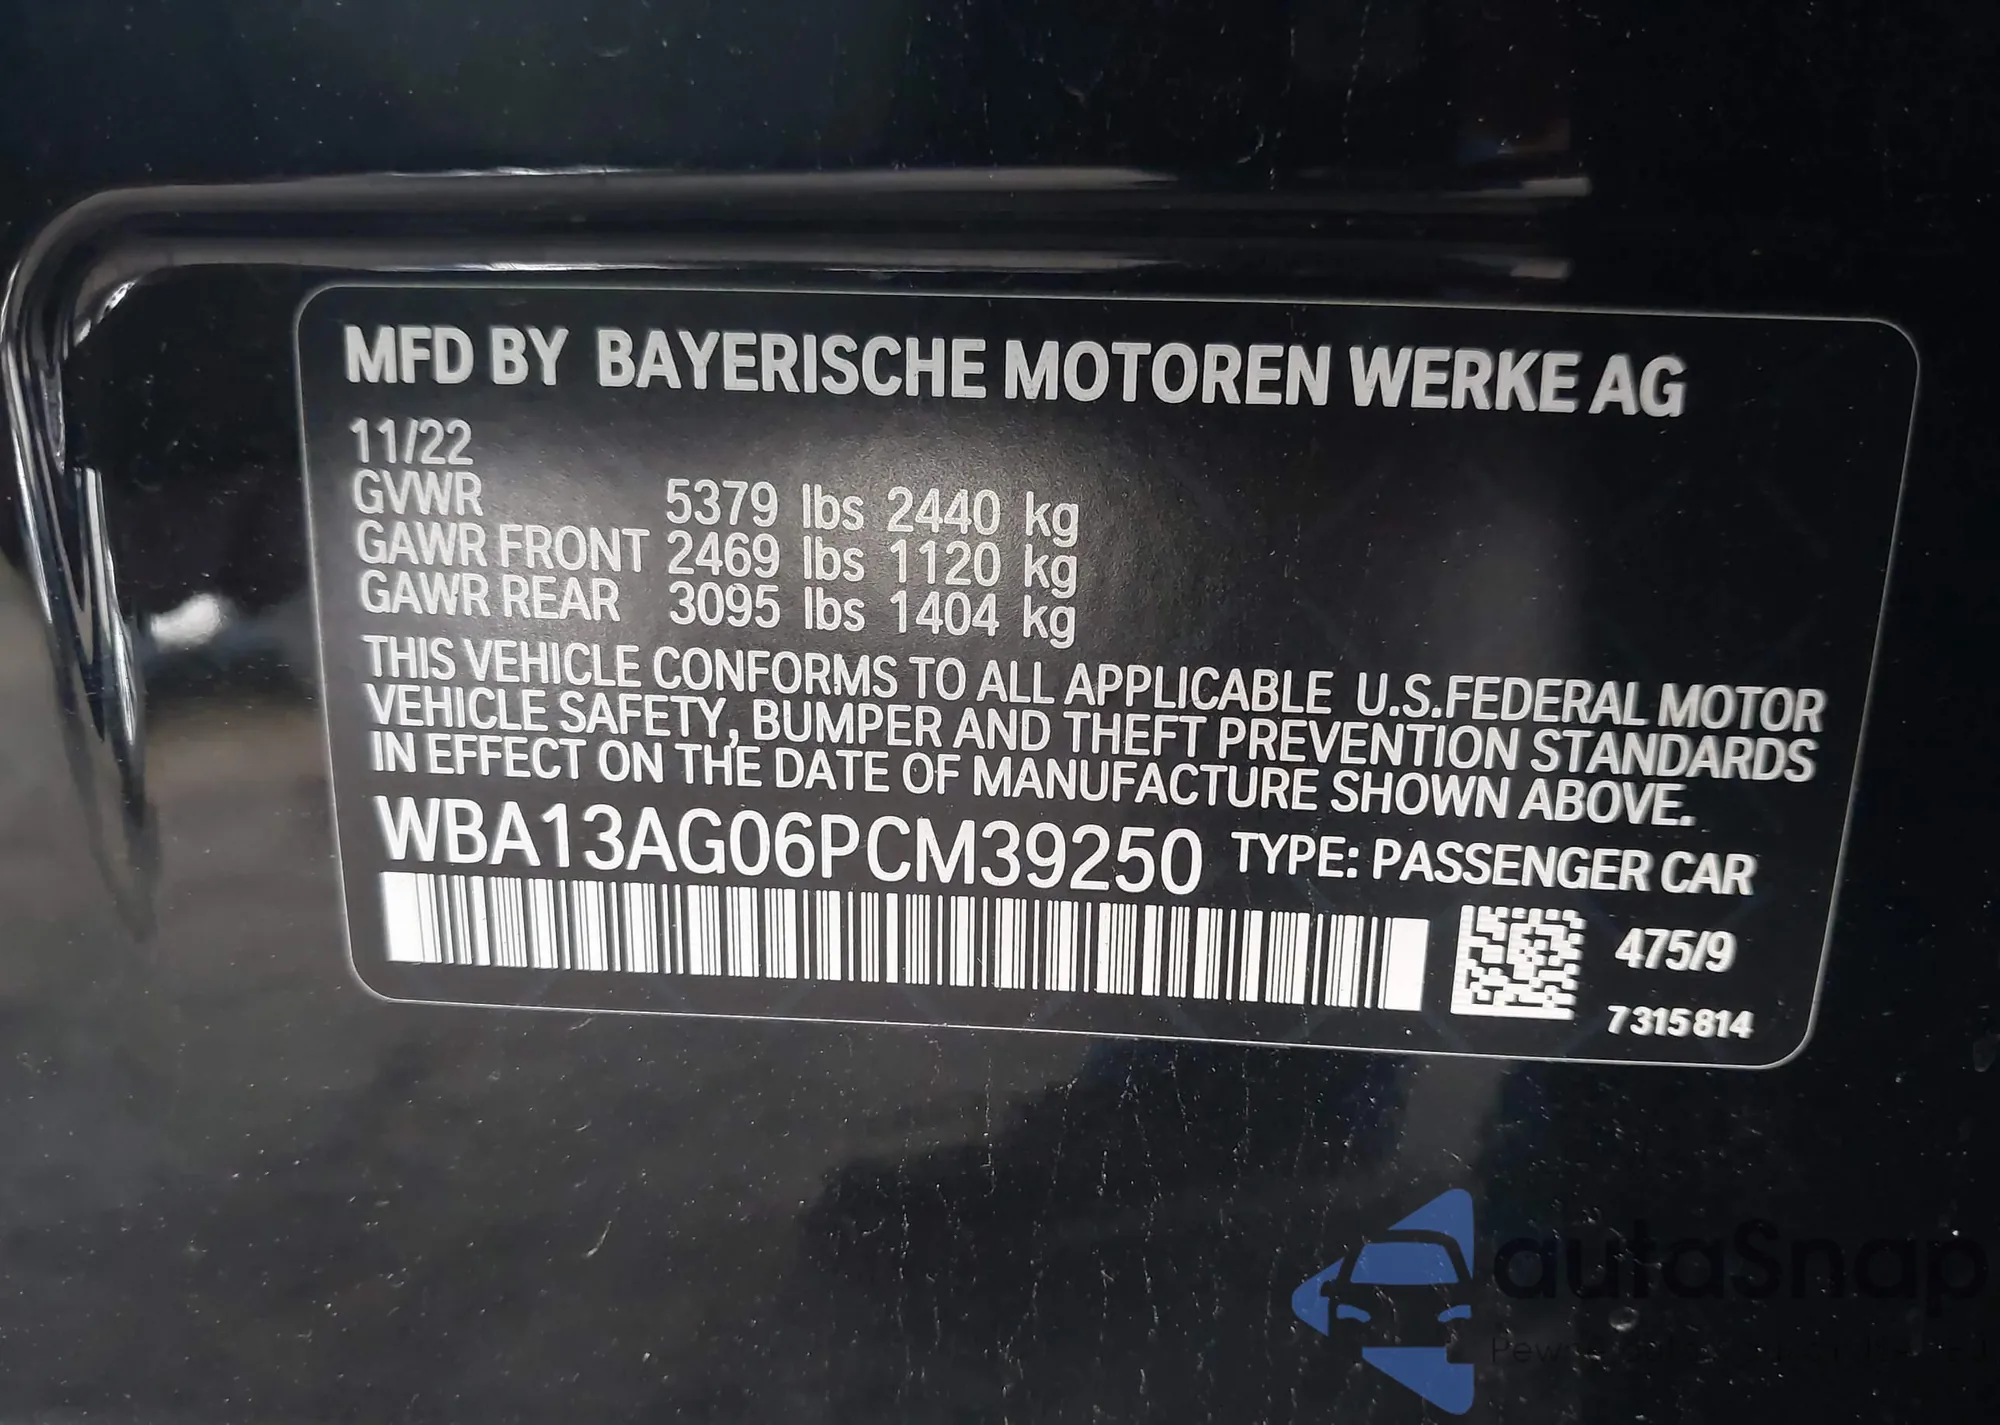 MFD BY BAYERISCHE MOTOREN WERKE AG
11/22
GVWR 5379 lbs 2440 kg
GAWR FRONT 2469 lbs 1120 kg
GAWR REAR 3095 lbs 1404 kg
THIS VEHICLE CONFORMS TO ALL APPLICABLE U.S.FEDERAL MOTOR
VEHICLE SAFETY, BUMPER AND THEFT PREVENTION STANDARDS
IN EFFECT ON THE DATE OF MANUFACTURE SHOWN ABOVE.
WBA13AG06PCM39250 TYPE: PASSENGER CAR
475/9
7315814
autaSnap